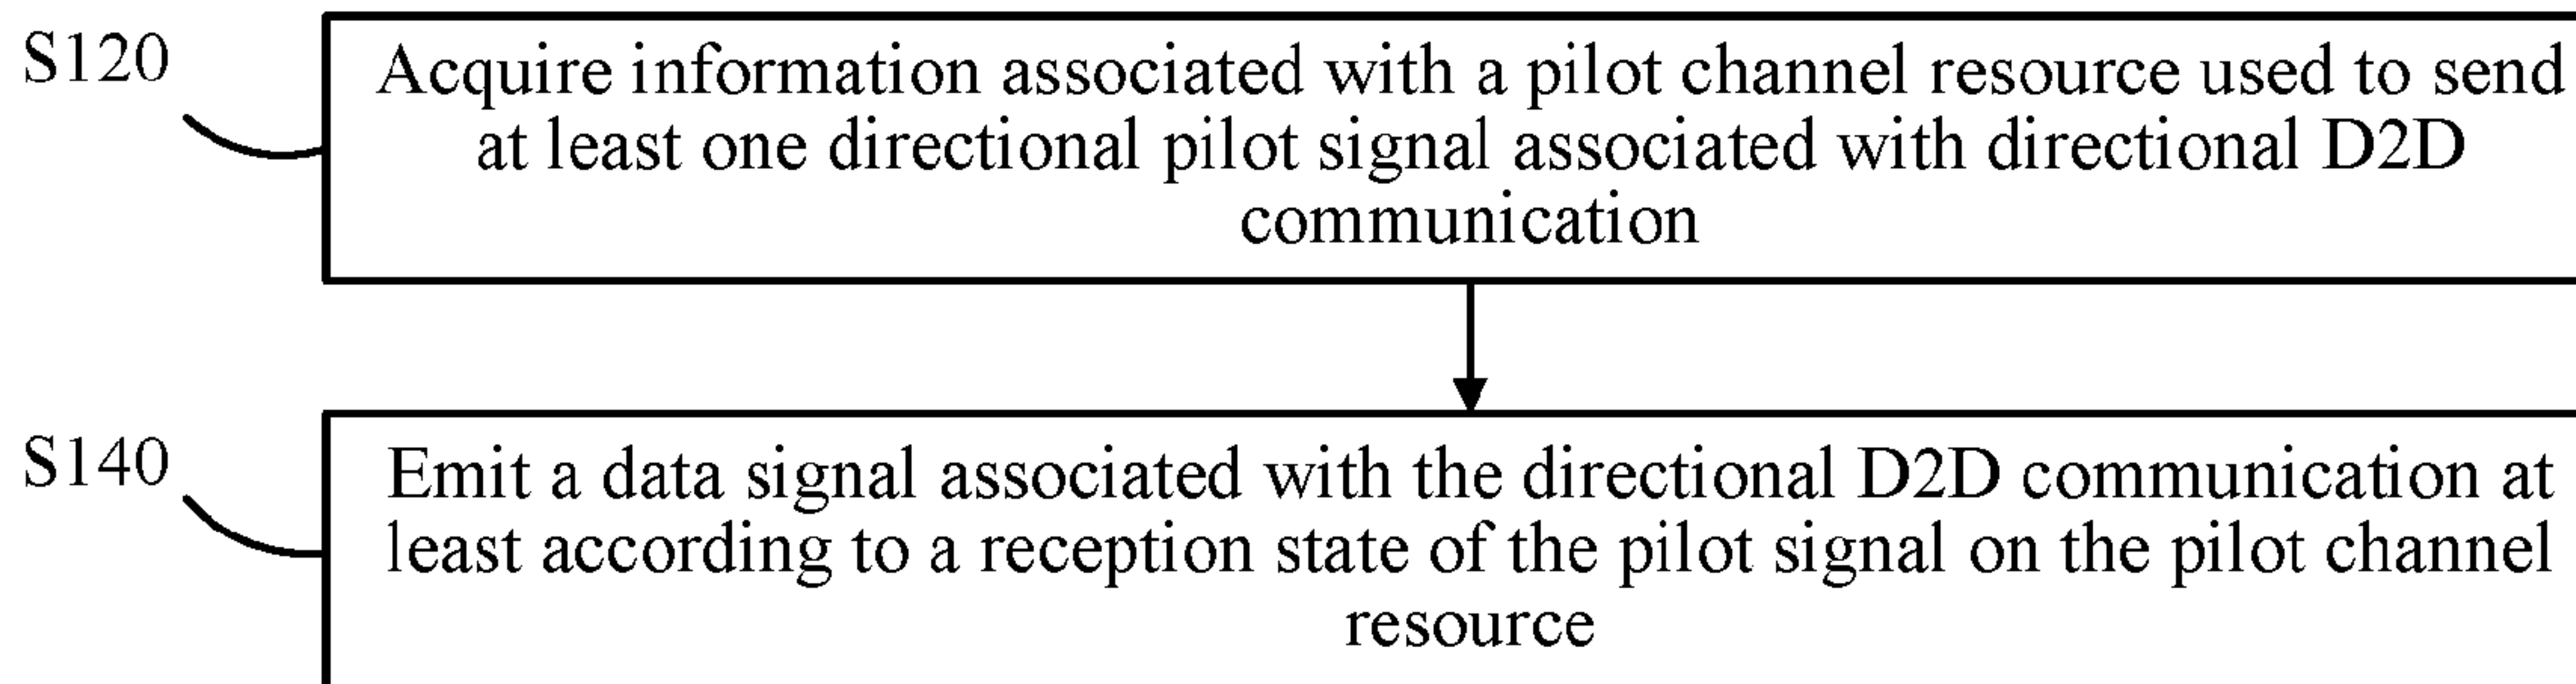 S120
Acquire information associated with a pilot channel resource used to send
at least one directional pilot signal associated with directional D2D
communication
S140
Emit a data signal associated with the directional D2D communication at
least according to a reception state of the pilot signal on the pilot channel
resource